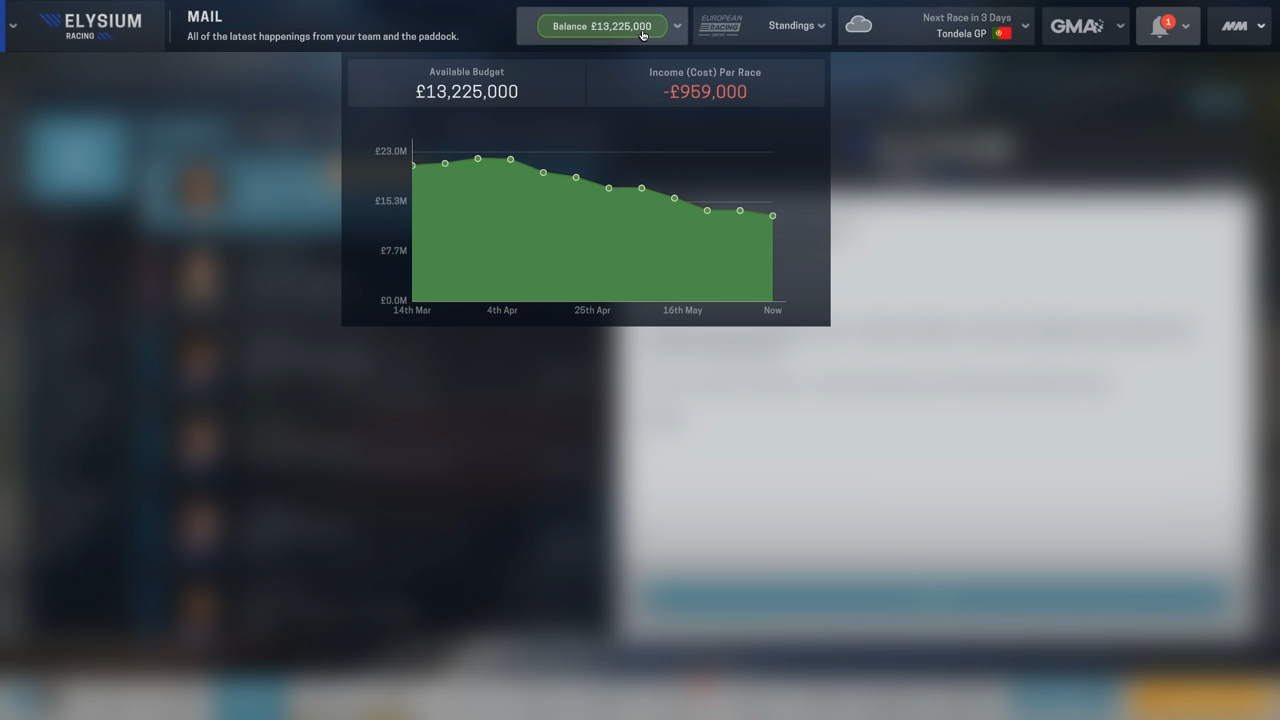 ELYSIUM
RACING
MAIL
All of the latest happenings from your team and the paddock.
Balance £13,225,000
EUROPEAN
RACING
SERIES
Standings
Next Race in 3 Days
Tondela GP
GMA
1
Available Budget
£13,225,000
Income (Cost) Per Race
-£959,000
£23.0M
£15.3M
£7.7M
£0.0M
14th Mar
4th Apr
25th Apr
16th May
Now